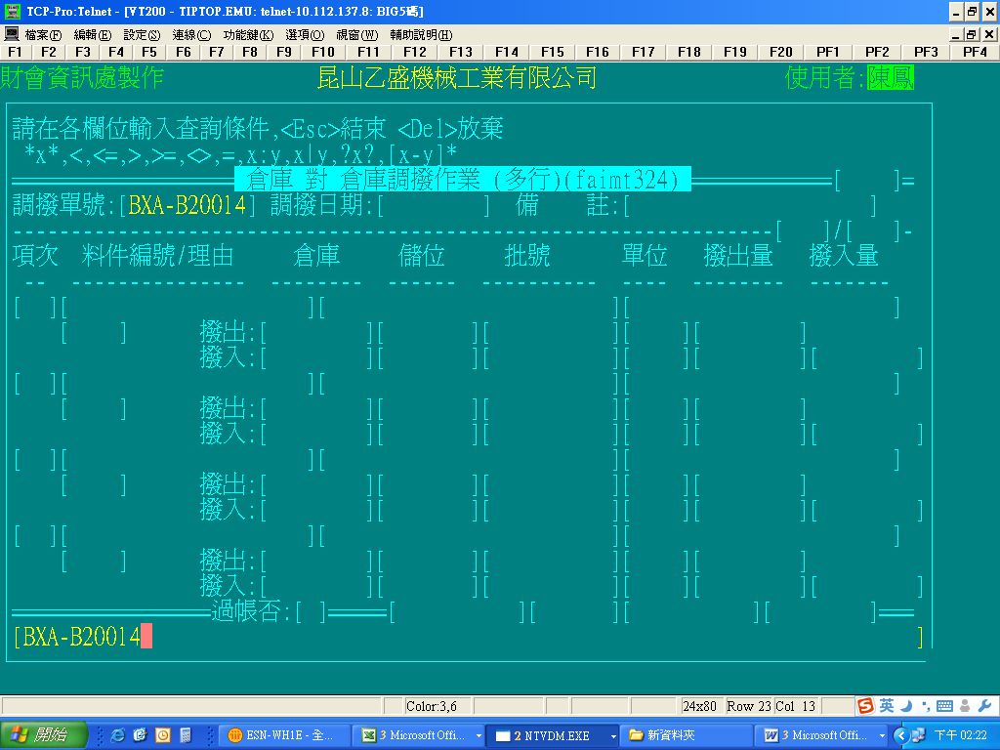 TCP-Pro:Telnet - [VT200 - TIPTOP.EMU: telnet-10.112.137.8: BIG5碼]
檔案(F) 編輯(E) 設定(S) 連線(C) 功能鍵(K) 選項(O) 視窗(W) 輔助說明(H)
F1 F2 F3 F4 F5 F6 F7 F8 F9 F10 F11 F12 F13 F14 F15 F16 F17 F18 F19 F20 PF1 PF2 PF3 PF4
財會資訊處製作 昆山乙盛機械工業有限公司 使用者:陳鳳
請在各欄位輸入查詢條件,<Esc>結束 <Del>放棄
*x*,<,<=,>,>=,<>,=,x:y,x|y,?x?,[x-y]*
倉庫 對 倉庫調撥作業 (多行)(faimt324) [ ]=
調撥單號:[BXA-B20014] 調撥日期:[ ] 備 註:[ ]
-----------------------------------------------------------------[ ]/[ ]-
項次 料件編號/理由 倉庫 儲位 批號 單位 撥出量 撥入量
-- --------------- -------- ------ ---------- ---- -------- -------
[ ][ ][ ][ ]
[ ] 撥出:[ ][ ][ ][ ][ ]
撥入:[ ][ ][ ][ ][ ][ ]
[ ][ ][ ][ ]
[ ] 撥出:[ ][ ][ ][ ][ ]
撥入:[ ][ ][ ][ ][ ][ ]
[ ][ ][ ][ ]
[ ] 撥出:[ ][ ][ ][ ][ ]
撥入:[ ][ ][ ][ ][ ][ ]
[ ][ ][ ][ ]
[ ] 撥出:[ ][ ][ ][ ][ ]
撥入:[ ][ ][ ][ ][ ][ ]
過帳否:[ ]=====[ ][ ][ ][ ]===
[BXA-B20014 ]
Color:3,6 24x80 Row 23 Col 13 S 英
開始 ESN-WH1E - 全... 3 Microsoft Offi... 2 NTVDM.EXE 新資料夾 3 Microsoft Offi... 下午 02:22